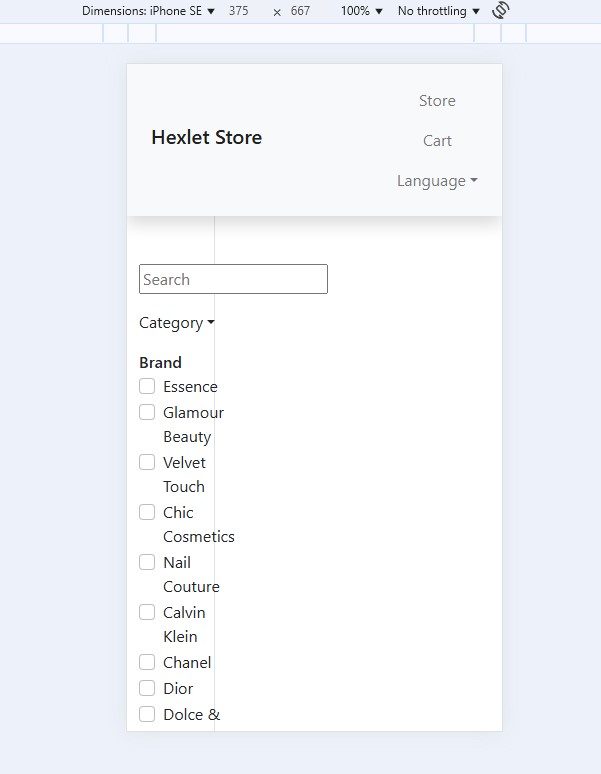 Dimensions: iPhone SE ▼ 375 × 667 100% ▼ No throttling ▼
Store
Hexlet Store
Cart
Language
Search
Category
Brand
Essence
Glamour
Beauty
Velvet
Touch
Chic
Cosmetics
Nail
Couture
Calvin
Klein
Chanel
Dior
Dolce &